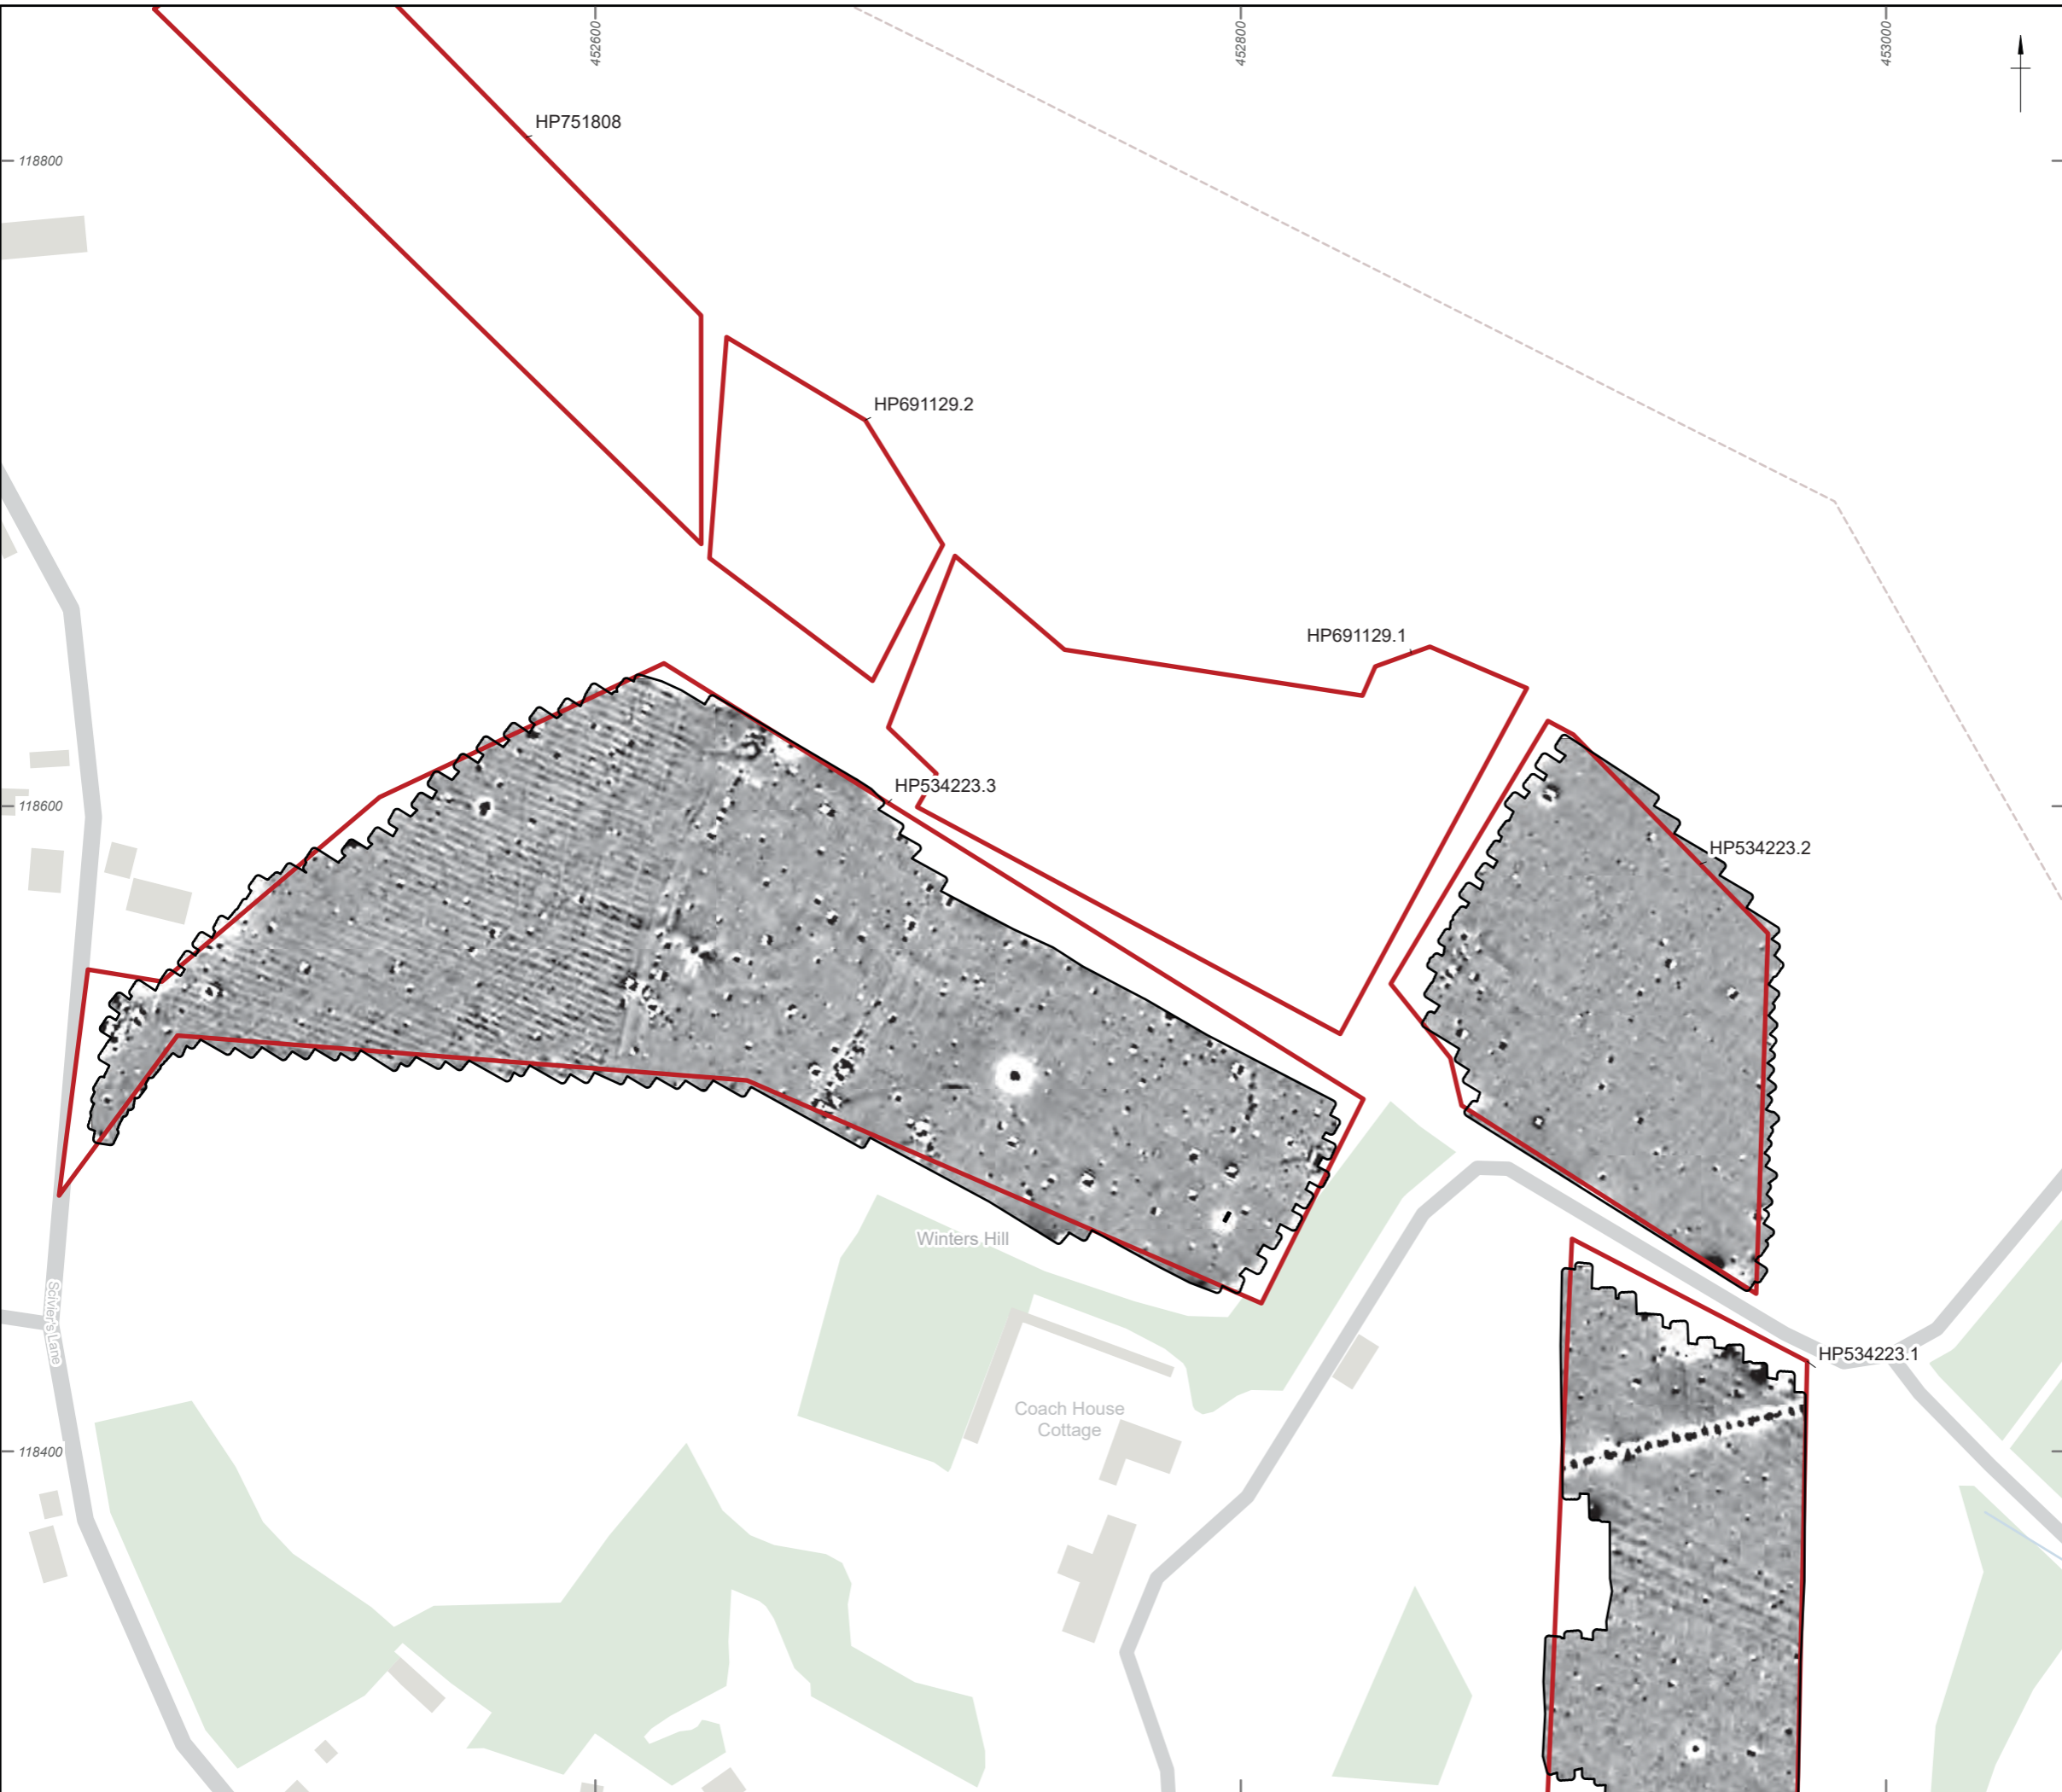 452600
452800
453000
HP751808
118800
HP691129.2
HP691129.1
HP534223.3
118600
HP534223.2
Winters Hill
Scivier's Lane
HP534223.1
Coach House
Cottage
118400